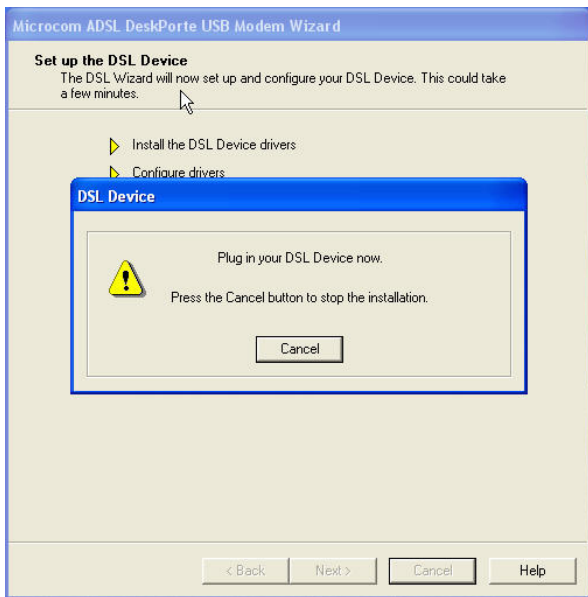 Microcom ADSL DeskPorte USB Modem Wizard
Set up the DSL Device
The DSL Wizard will now set up and configure your DSL Device. This could take
a few minutes.
Install the DSL Device drivers
Configure drivers
DSL Device
Plug in your DSL Device now.
Press the Cancel button to stop the installation.
Cancel
< Back Next > Cancel Help